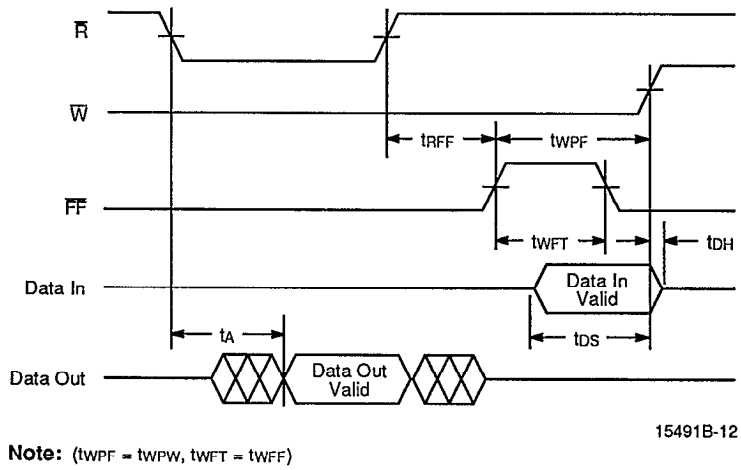 R̅
W̅
tRFF
tWPF
F̅F̅
tWFT
tDH
Data In
Data In
Valid
tA
tDS
Data Out
Data Out
Valid
15491B-12
Note: (tWPF = tWPW, tWFT = tWFF)